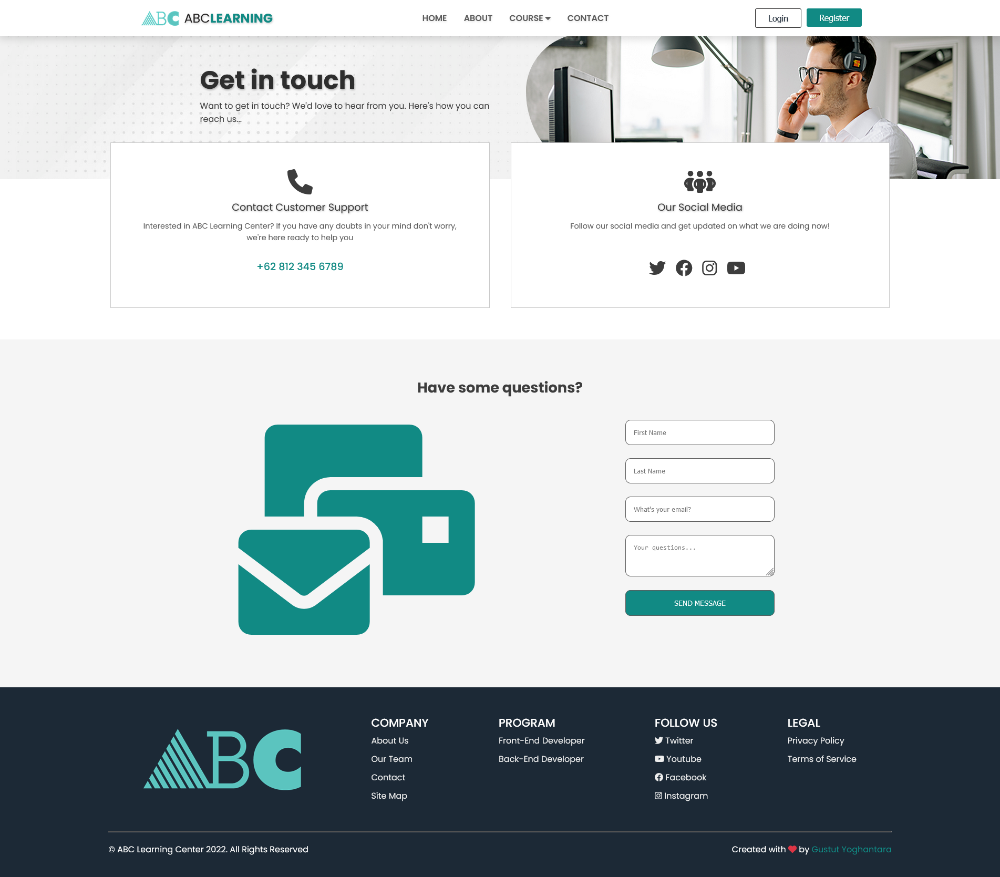 ABC ABCLEARNING
HOME
ABOUT
COURSE
CONTACT
Login
Register
Get in touch
Want to get in touch? We'd love to hear from you. Here's how you can
reach us...
Contact Customer Support
Interested in ABC Learning Center? If you have any doubts in your mind don't worry,
we're here ready to help you
+62 812 345 6789
Our Social Media
Follow our social media and get updated on what we are doing now!
Have some questions?
First Name
Last Name
What's your email?
Your questions...
SEND MESSAGE
ABC
COMPANY
About Us
Our Team
Contact
Site Map
PROGRAM
Front-End Developer
Back-End Developer
FOLLOW US
Twitter
Youtube
Facebook
Instagram
LEGAL
Privacy Policy
Terms of Service
© ABC Learning Center 2022. All Rights Reserved
Created with ❤ by Gustut Yoghantara